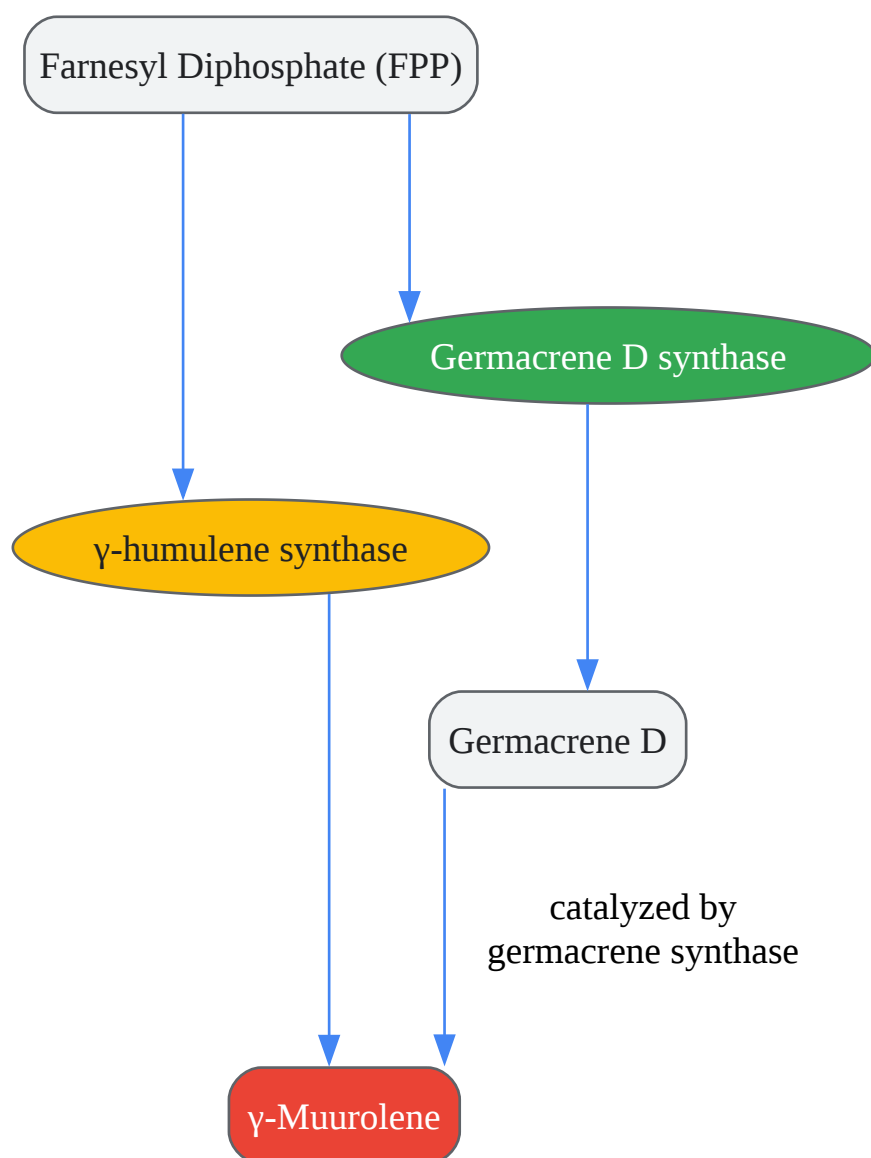 Farnesyl Diphosphate (FPP)
Germacrene D synthase
γ-humulene synthase
Germacrene D
catalyzed by
germacrene synthase
γ-Muurolene